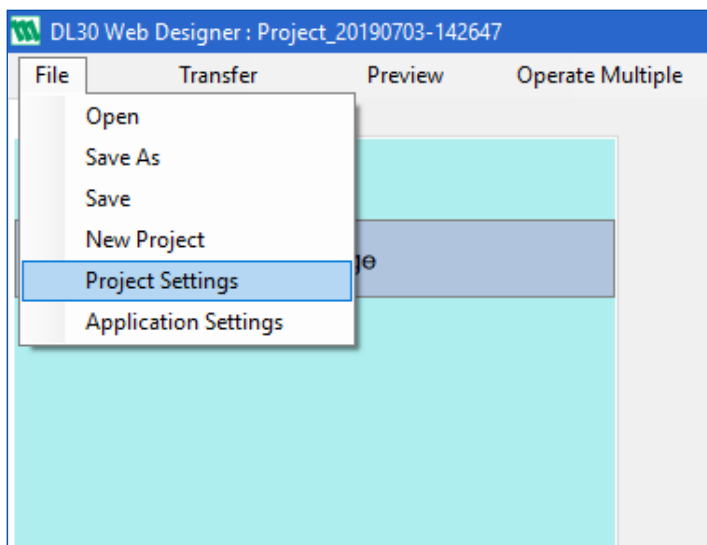 DL30 Web Designer : Project_20190703-142647
File Transfer Preview Operate Multiple
Open
Save As
Save
New Project
Project Settings
Application Settings